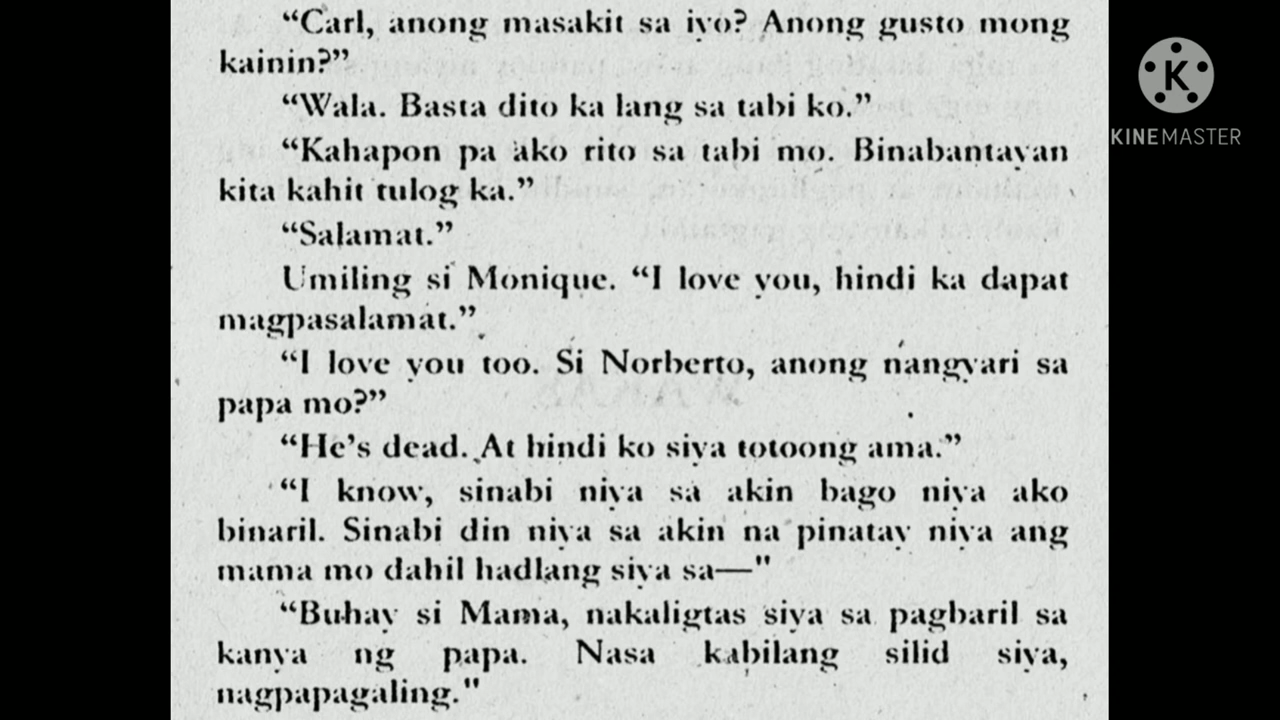 “Carl, anong masakit sa iyo? Anong gusto mong
kainin?”
“Wala. Basta dito ka lang sa tabi ko.”
“Kahapon pa ako rito sa tabi mo. Binabantayan
kita kahit tulog ka.”
“Salamat.”
Umiling si Monique. “I love you, hindi ka dapat
magpasalamat.”
“I love you too. Si Norberto, anong nangyari sa
papa mo?”
“He’s dead. At hindi ko siya totoong ama.”
“I know, sinabi niya sa akin bago niya ako
binaril. Sinabi din niya sa akin na pinatay niya ang
mama mo dahil hadlang siya sa—"
“Buhay si Mama, nakaligtas siya sa pagbaril sa
kanya ng papa. Nasa kabilang silid siya,
nagpapagaling."
K
KINEMASTER
WAKAS